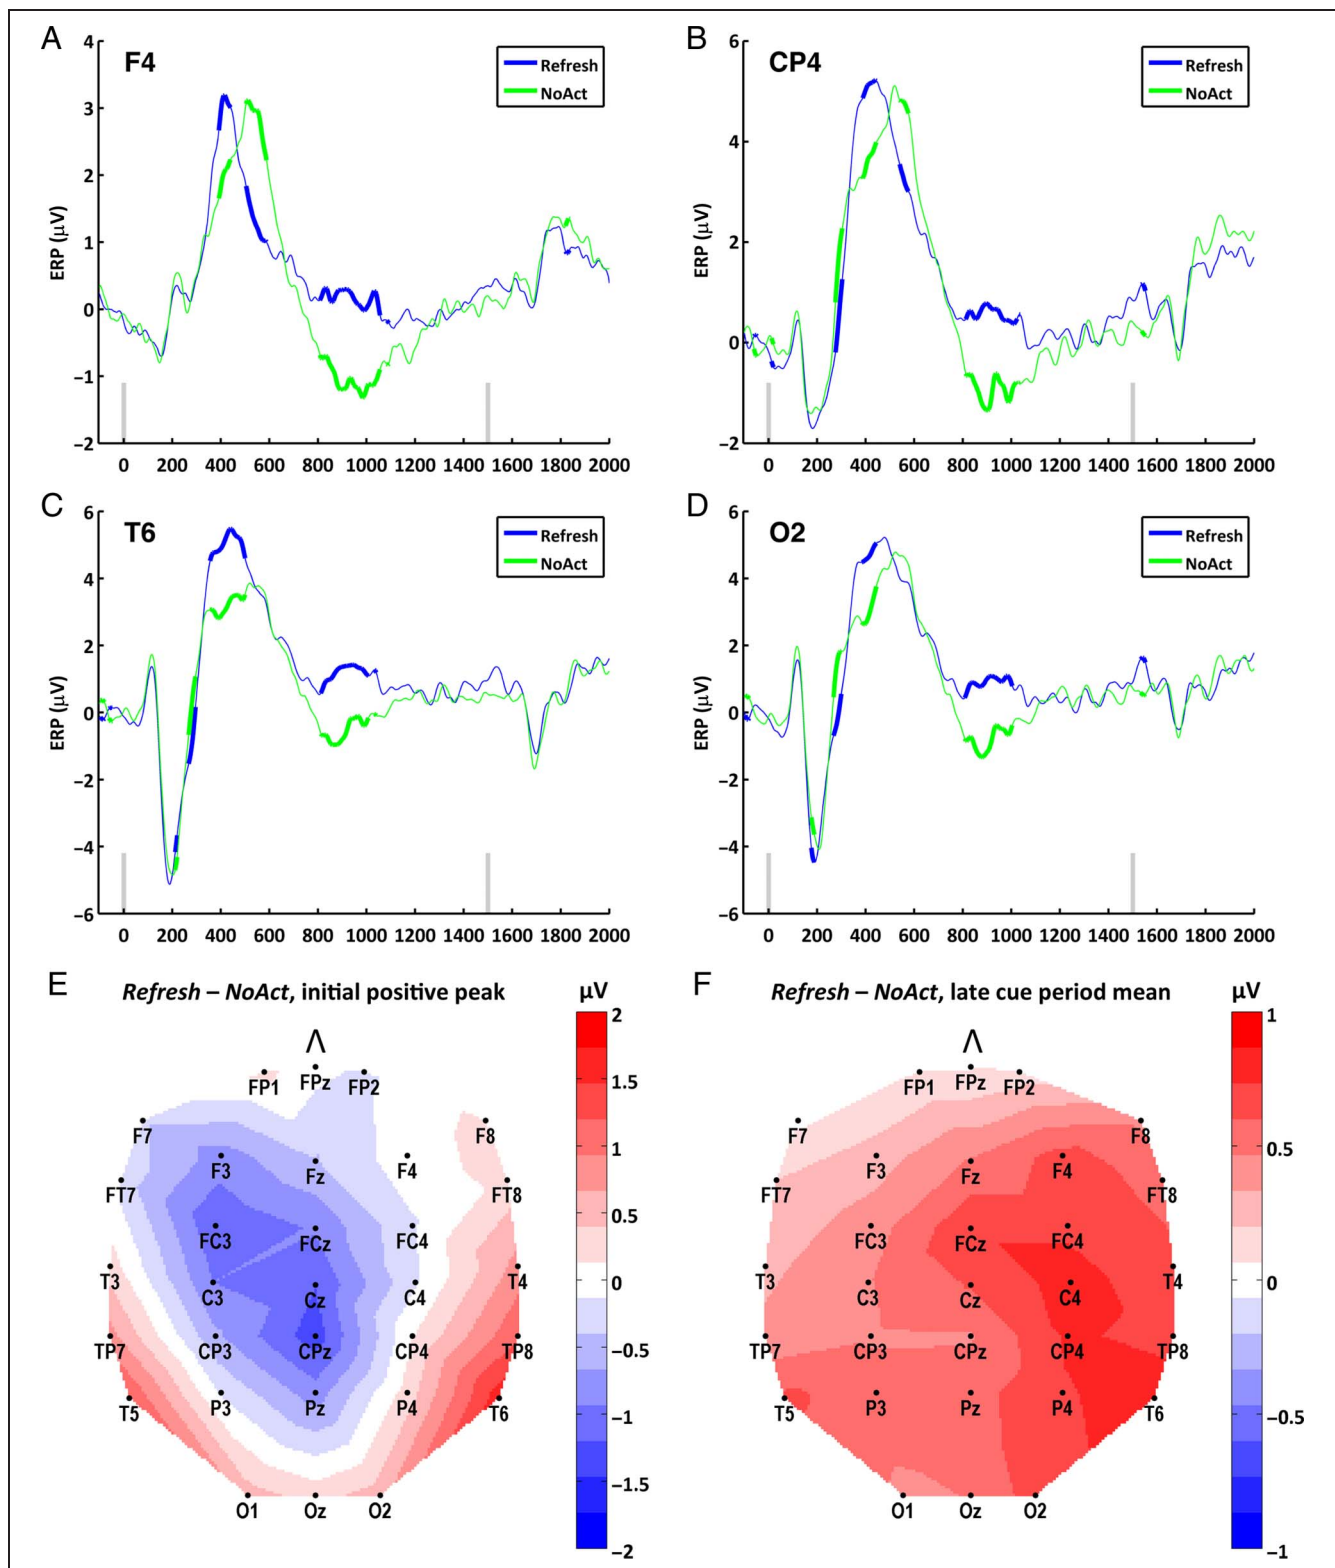 A
F4
Refresh
NoAct
ERP (µV)
4
3
2
1
0
−1
−2
0 200 400 600 800 1000 1200 1400 1600 1800 2000
B
CP4
Refresh
NoAct
ERP (µV)
6
4
2
0
−2
0 200 400 600 800 1000 1200 1400 1600 1800 2000
C
T6
Refresh
NoAct
ERP (µV)
6
4
2
0
−2
−4
−6
0 200 400 600 800 1000 1200 1400 1600 1800 2000
D
O2
Refresh
NoAct
ERP (µV)
6
4
2
0
−2
−4
−6
0 200 400 600 800 1000 1200 1400 1600 1800 2000
E
Refresh – NoAct, initial positive peak
µV
FP1 FPz FP2
F7 F8
F3 Fz F4
FT7 FT8
FC3 FCz FC4
T3 T4
C3 Cz C4
TP7 CP3 CPz CP4 TP8
T5 P3 Pz P4 T6
O1 Oz O2
2
1.5
1
0.5
0
−0.5
−1
−1.5
−2
F
Refresh – NoAct, late cue period mean
µV
FP1 FPz FP2
F7 F8
F3 Fz F4
FT7 FT8
FC3 FCz FC4
T3 T4
C3 Cz C4
TP7 CP3 CPz CP4 TP8
T5 P3 Pz P4 T6
O1 Oz O2
1
0.5
0
−0.5
−1